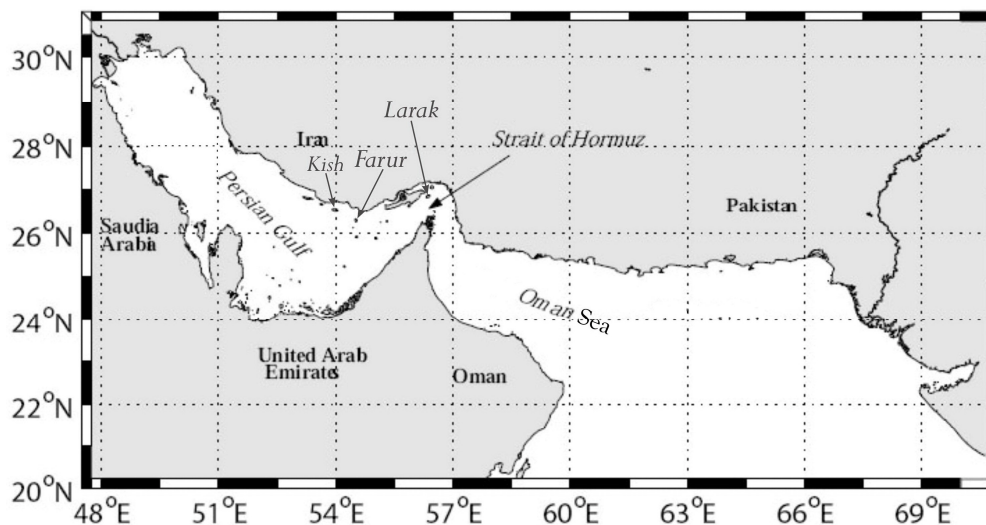 30°N
28°N
26°N
24°N
22°N
20°N
48°E 51°E 54°E 57°E 60°E 63°E 66°E 69°E
Larak
Iran
Strait of Hormuz
Kish Farur
Persian Gulf
Pakistan
Saudia
Arabia
Oman Sea
United Arab
Emirates
Oman